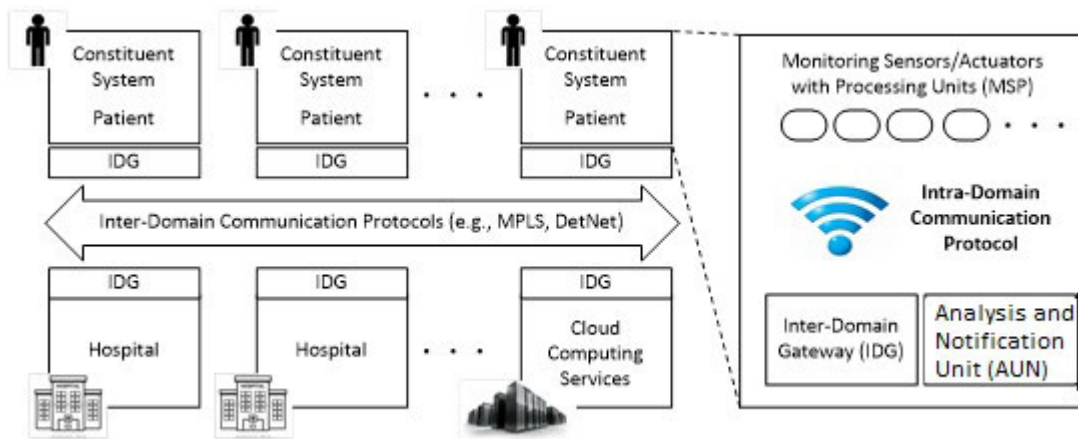 Constituent
System
Patient
IDG
Constituent
System
Patient
IDG
. . .
Constituent
System
Patient
IDG
Inter-Domain Communication Protocols (e.g., MPLS, DetNet)
IDG
Hospital
IDG
Hospital
. . .
IDG
Cloud
Computing
Services
Monitoring Sensors/Actuators
with Processing Units (MSP)
. . .
Intra-Domain
Communication
Protocol
Inter-Domain
Gateway (IDG)
Analysis and
Notification
Unit (AUN)
HOSPITAL
HOSPITAL